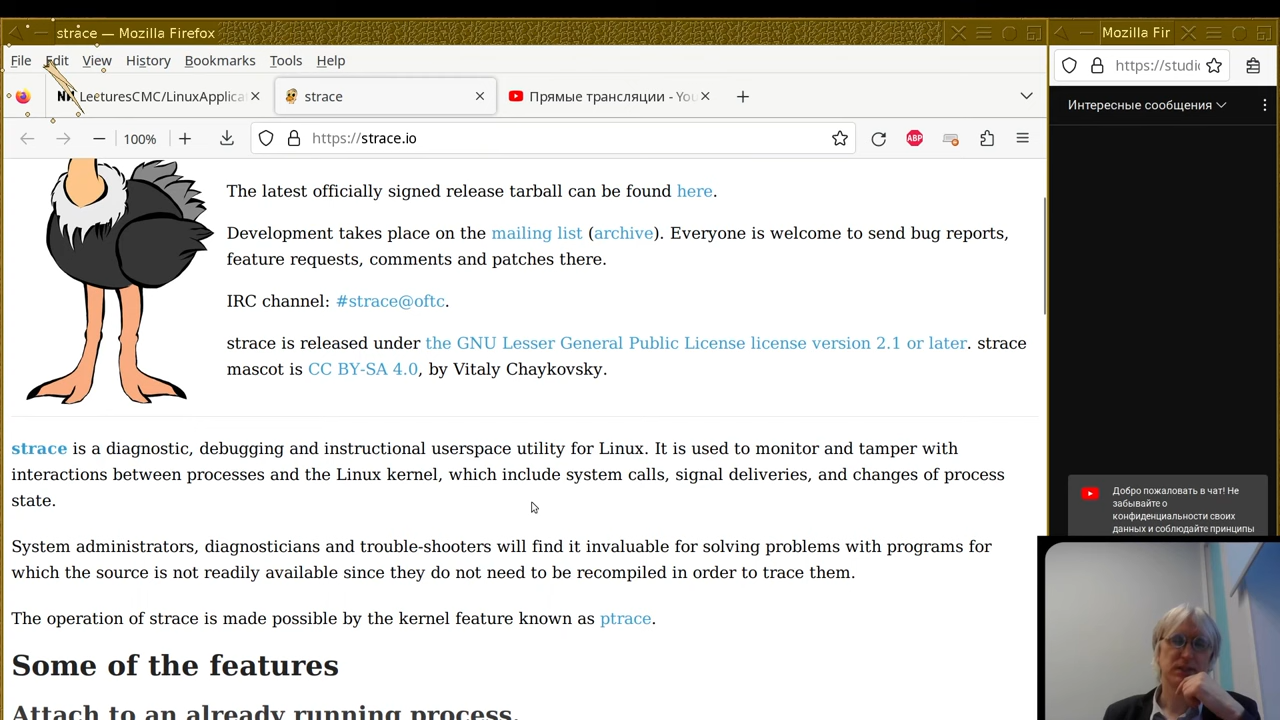 strace — Mozilla Firefox
Mozilla Fir
File Edit View History Bookmarks Tools Help
https://studi
LecturesCMC/LinuxApplica
strace
Прямые трансляции - You
Интересные сообщения
100%
https://strace.io
ABP
The latest officially signed release tarball can be found here.
Development takes place on the mailing list (archive). Everyone is welcome to send bug reports,
feature requests, comments and patches there.
IRC channel: #strace@oftc.
strace is released under the GNU Lesser General Public License license version 2.1 or later. strace
mascot is CC BY-SA 4.0, by Vitaly Chaykovsky.
strace is a diagnostic, debugging and instructional userspace utility for Linux. It is used to monitor and tamper with
interactions between processes and the Linux kernel, which include system calls, signal deliveries, and changes of process
state.
Добро пожаловать в чат! Не
забывайте о
конфиденциальности своих
данных и соблюдайте принципы
System administrators, diagnosticians and trouble-shooters will find it invaluable for solving problems with programs for
which the source is not readily available since they do not need to be recompiled in order to trace them.
The operation of strace is made possible by the kernel feature known as ptrace.
Some of the features
Attach to an already running process.